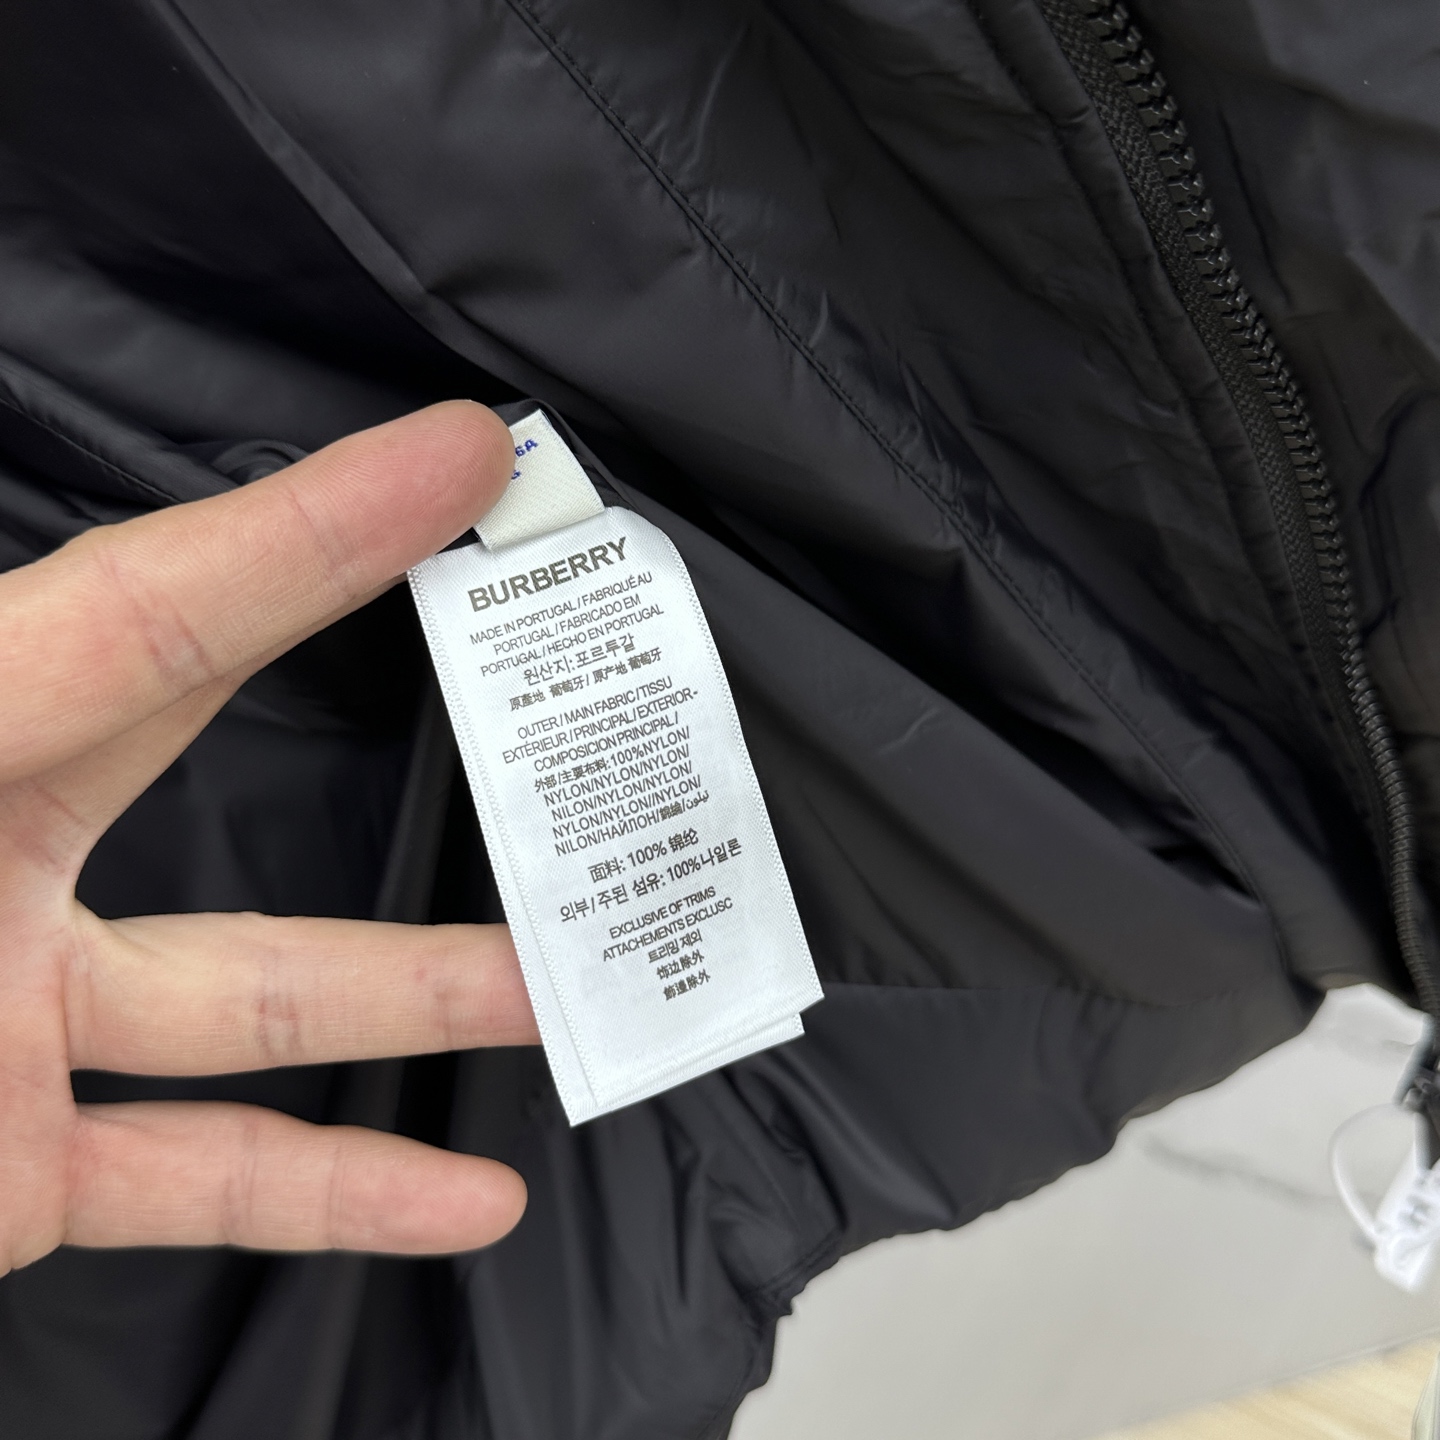 6A
BURBERRY
MADE IN PORTUGAL / FABRIQUÉ AU
PORTUGAL / FABRICADO EM
PORTUGAL / HECHO EN PORTUGAL
원산지: 포르투갈
原產地 葡萄牙 / 原产地 葡萄牙
OUTER / MAIN FABRIC / TISSU
EXTÉRIEUR / PRINCIPAL / EXTERIOR-
COMPOSICION PRINCIPAL /
外部 / 主要布料: 100%NYLON/
NYLON/NYLON/NYLON/
NILON/NYLON/NYLON/
NYLON/NYLON//NYLON/
NILON/НАЙЛОН/錦綸/نيلون
面料: 100% 锦纶
외부 / 주된 섬유: 100%나일론
EXCLUSIVE OF TRIMS
ATTACHEMENTS EXCLUSC
트리밍 제외
饰边除外
飾邊除外